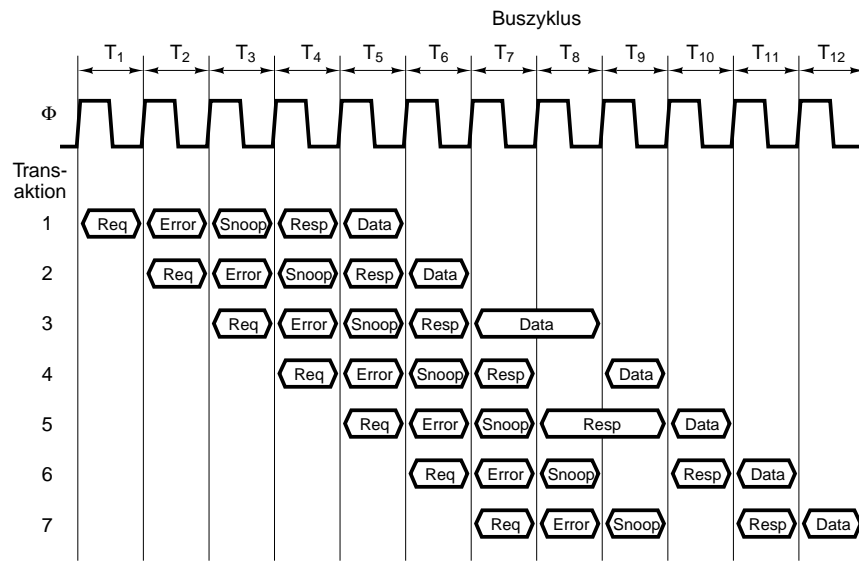 Buszyklus
T1 T2 T3 T4 T5 T6 T7 T8 T9 T10 T11 T12
Φ
Trans-
aktion
1 Req Error Snoop Resp Data
2 Req Error Snoop Resp Data
3 Req Error Snoop Resp Data
4 Req Error Snoop Resp Data
5 Req Error Snoop Resp Data
6 Req Error Snoop Resp Data
7 Req Error Snoop Resp Data